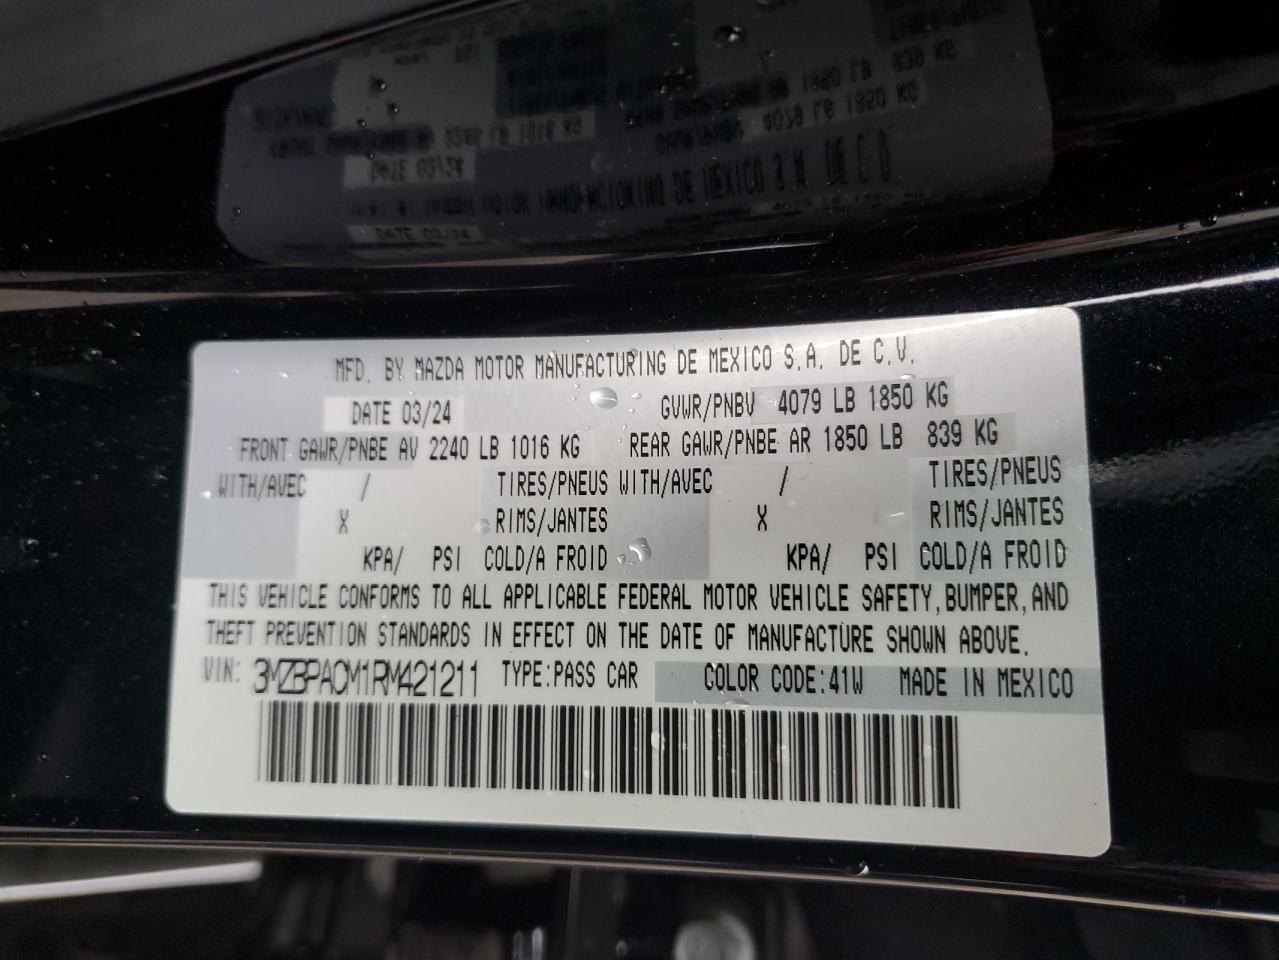 MFD. BY MAZDA MOTOR MANUFACTURING DE MEXICO S.A. DE C.V.
DATE 03/24 GVWR/PNBV 4079 LB 1850 KG
FRONT GAWR/PNBE AV 2240 LB 1016 KG REAR GAWR/PNBE AR 1850 LB 839 KG
WITH/AVEC / TIRES/PNEUS WITH/AVEC / TIRES/PNEUS
X RIMS/JANTES X RIMS/JANTES
KPA/ PSI COLD/A FROID KPA/ PSI COLD/A FROID
THIS VEHICLE CONFORMS TO ALL APPLICABLE FEDERAL MOTOR VEHICLE SAFETY, BUMPER, AND
THEFT PREVENTION STANDARDS IN EFFECT ON THE DATE OF MANUFACTURE SHOWN ABOVE.
VIN: 3MZBPACM1RM421211 TYPE:PASS CAR COLOR CODE:41W MADE IN MEXICO